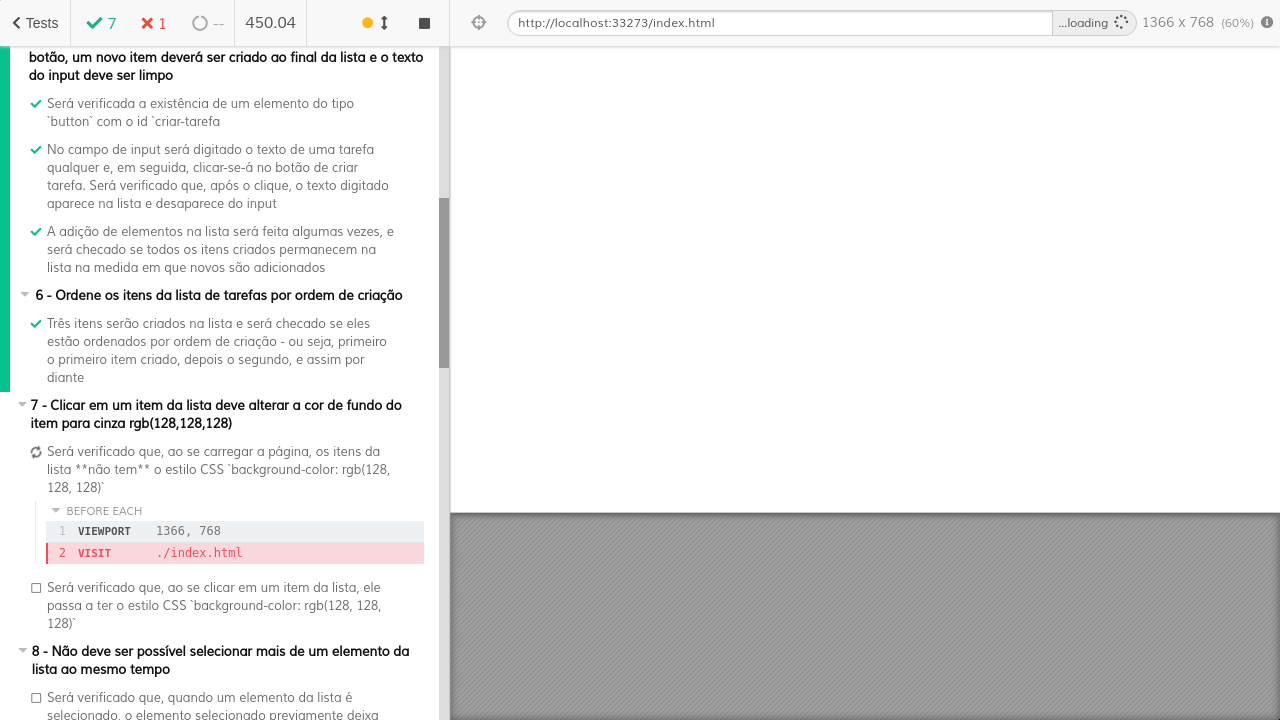 Tests 7 1 -- 450.04 http://localhost:33273/index.html ...loading 1366 x 768 (60%)
botão, um novo item deverá ser criado ao final da lista e o texto
do input deve ser limpo
Será verificada a existência de um elemento do tipo
`button` com o id `criar-tarefa
No campo de input será digitado o texto de uma tarefa
qualquer e, em seguida, clicar-se-á no botão de criar
tarefa. Será verificado que, após o clique, o texto digitado
aparece na lista e desaparece do input
A adição de elementos na lista será feita algumas vezes, e
será checado se todos os itens criados permanecem na
lista na medida em que novos são adicionados
6 - Ordene os itens da lista de tarefas por ordem de criação
Três itens serão criados na lista e será checado se eles
estão ordenados por ordem de criação - ou seja, primeiro
o primeiro item criado, depois o segundo, e assim por
diante
7 - Clicar em um item da lista deve alterar a cor de fundo do
item para cinza rgb(128,128,128)
Será verificado que, ao se carregar a página, os itens da
lista **não tem** o estilo CSS `background-color: rgb(128,
128, 128)`
BEFORE EACH
1 VIEWPORT 1366, 768
2 VISIT ./index.html
Será verificado que, ao se clicar em um item da lista, ele
passa a ter o estilo CSS `background-color: rgb(128, 128,
128)`
8 - Não deve ser possível selecionar mais de um elemento da
lista ao mesmo tempo
Será verificado que, quando um elemento da lista é
selecionado, o elemento selecionado previamente deixa